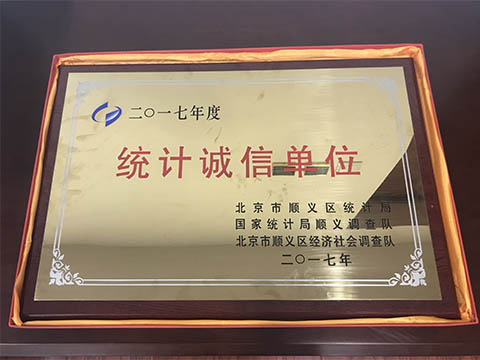 二〇一七年度
统计诚信单位
北京市顺义区统计局
国家统计局顺义调查队
北京市顺义区经济社会调查队
二〇一七年